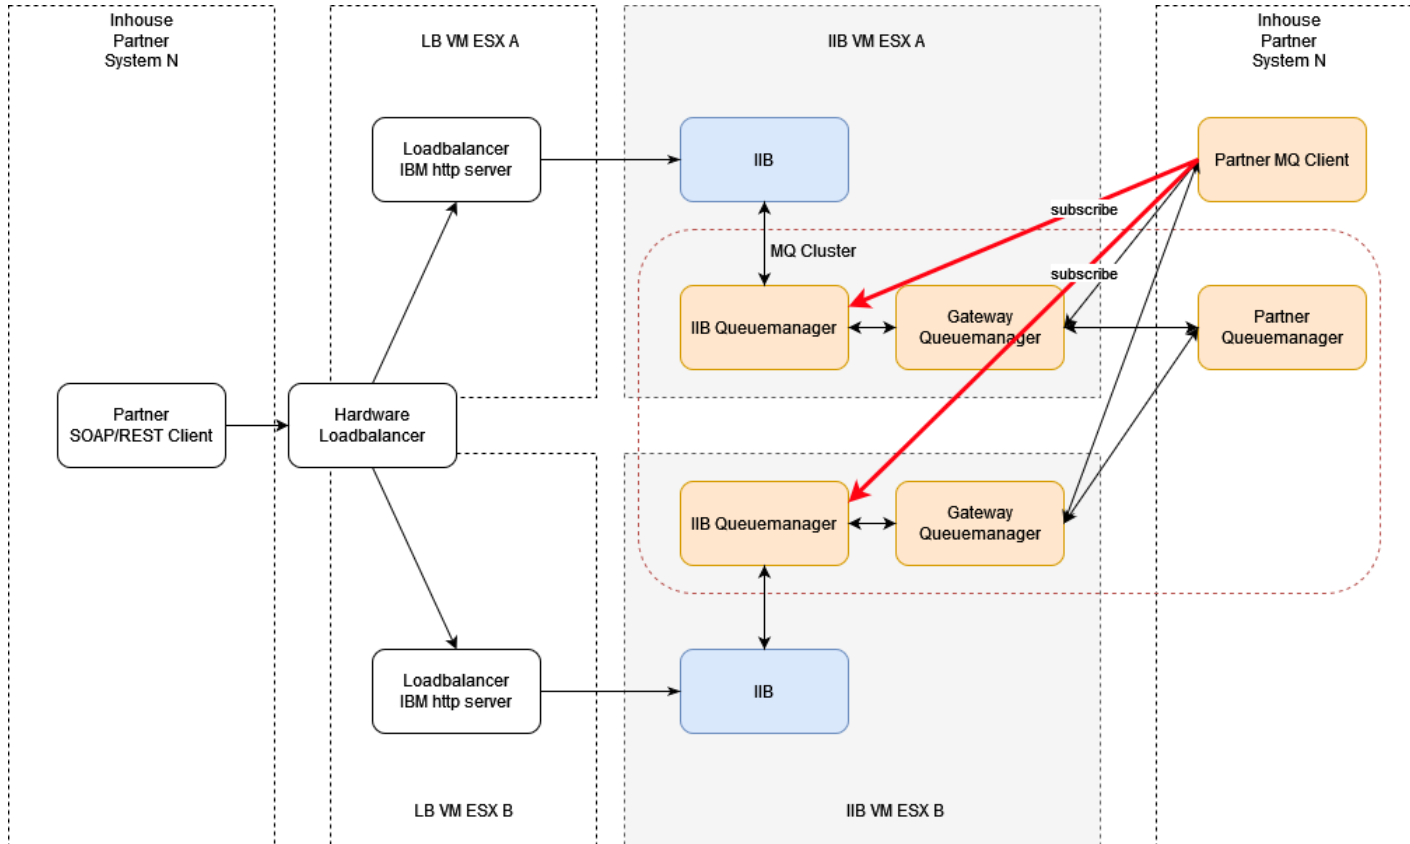 Inhouse
Partner
System N
LB VM ESX A
IIB VM ESX A
Inhouse
Partner
System N
Loadbalancer
IBM http server
IIB
Partner MQ Client
subscribe
MQ Cluster
subscribe
IIB Queuemanager
Gateway
Queuemanager
Partner
Queuemanager
Partner
SOAP/REST Client
Hardware
Loadbalancer
IIB Queuemanager
Gateway
Queuemanager
Loadbalancer
IBM http server
IIB
LB VM ESX B
IIB VM ESX B